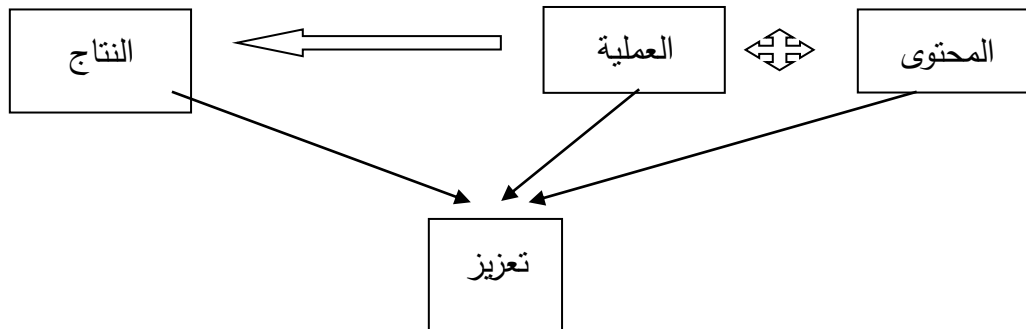 المحتوى
العملية
النتاج
تعزيز